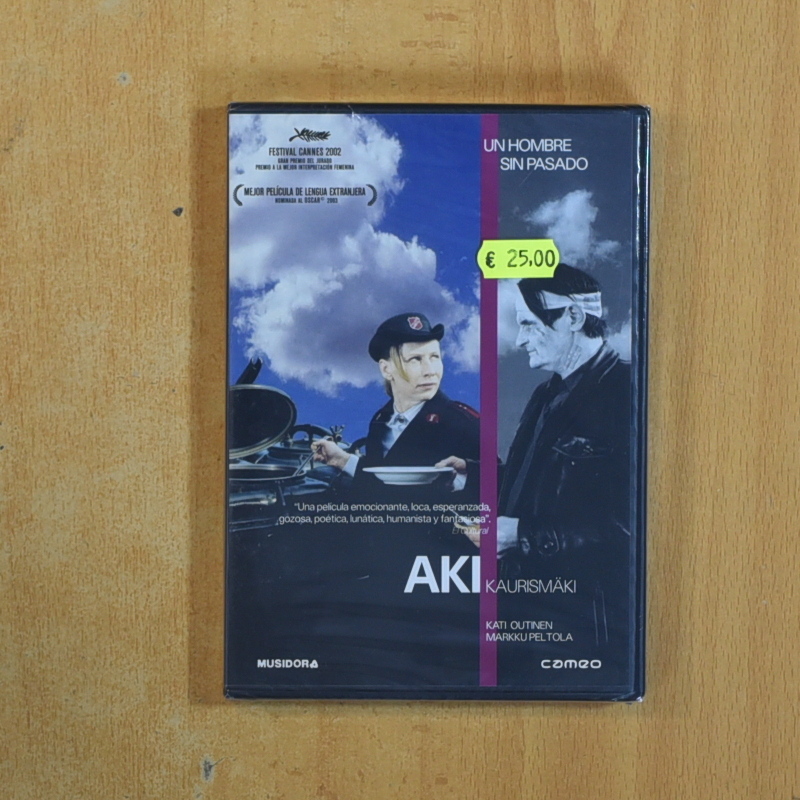 FESTIVAL CANNES 2002
GRAN PREMIO DEL JURADO
PREMIO A LA MEJOR INTERPRETACIÓN FEMENINA
(MEJOR PELÍCULA DE LENGUA EXTRANJERA)
NOMINADA AL OSCAR® 2003
UN HOMBRE
SIN PASADO
€ 25,00
"Una película emocionante, loca, esperanzada,
gozosa, poética, lunática, humanista y fantasiosa".
El Cultural
AKI KAURISMÄKI
KATI OUTINEN
MARKKU PELTOLA
MUSIDORA
cameo